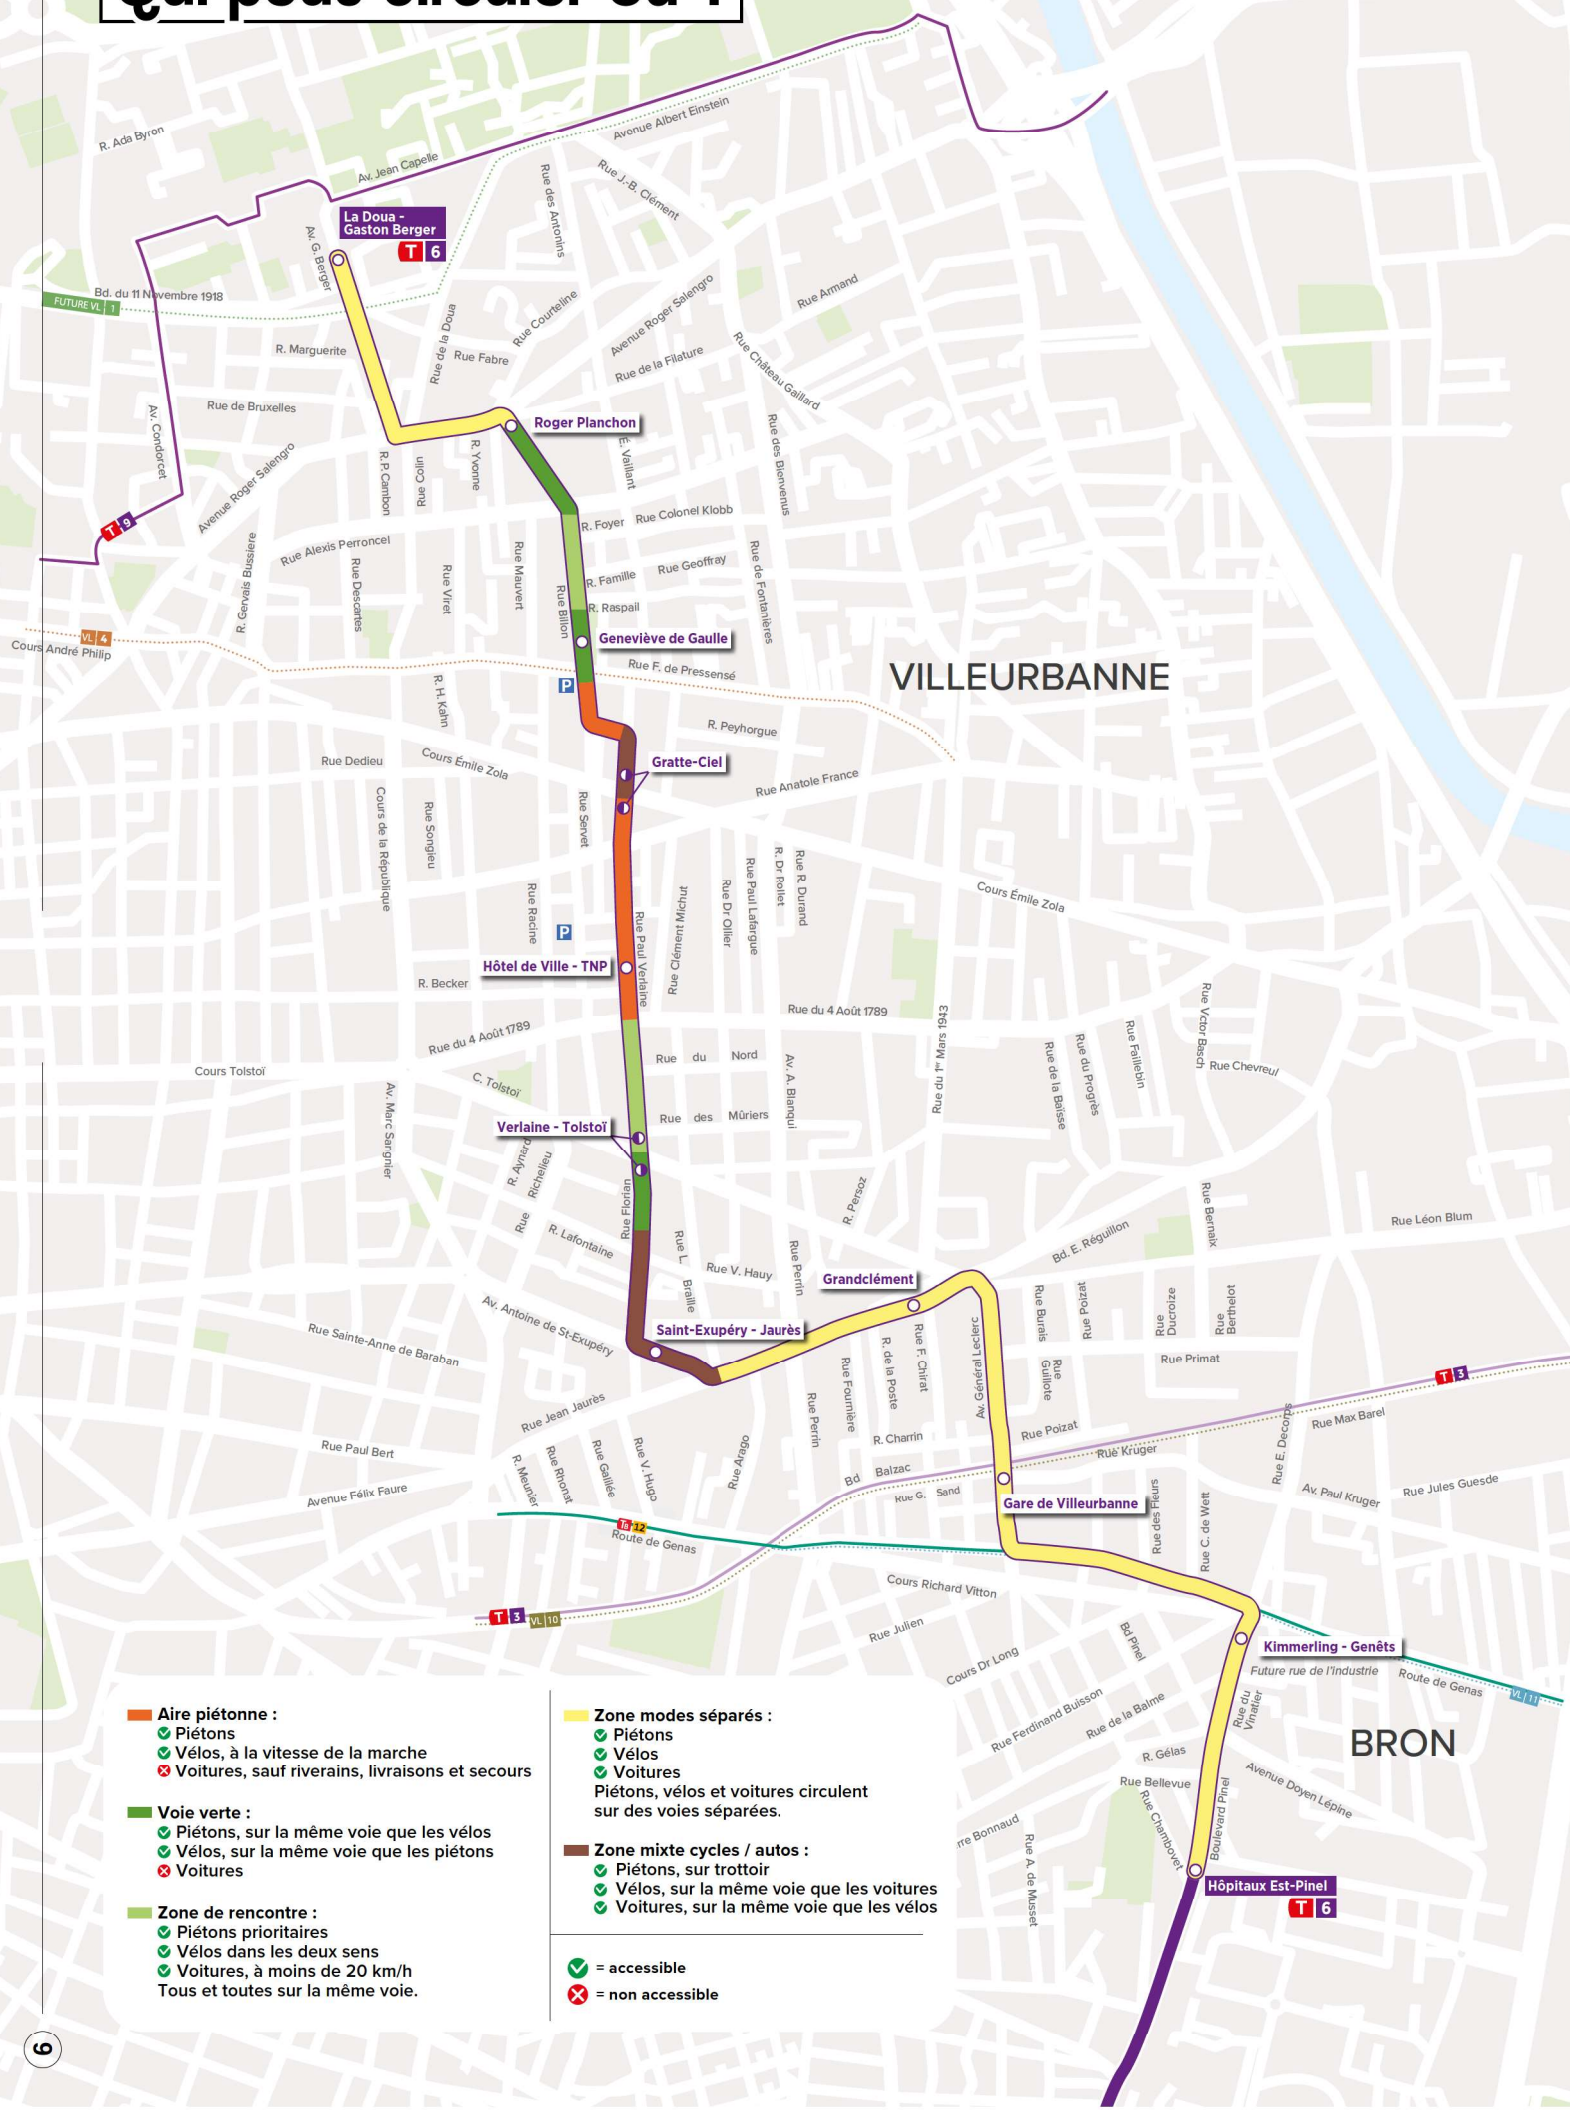 Qui peut circuler où ?
R. Ada Byron
Av. Jean Capelle
Avenue Albert Einstein
Rue des Antonins
Rue J.-B. Clément
La Doua -
Gaston Berger
T 6
Av. G. Berger
Bd. du 11 Novembre 1918
FUTURE VL 1
R. Marguerite
Rue de la Doua
Rue Fabre
Rue Courteline
Avenue Roger Salengro
Rue de la Filature
Rue Armand
Rue Château Gaillard
Rue de Bruxelles
Av. Condorcet
Avenue Roger Salengro
R. P. Cambon
Rue Colin
R. Yvonne
Roger Planchon
É. Vaillant
Rue des Bienvenus
T 9
R. Foyer
Rue Colonel Klobb
Rue Alexis Perroncel
R. Gervais Bussiere
Rue Descartes
Rue Viret
Rue Mauvert
Rue Billon
R. Famille
Rue Geoffray
R. Raspail
Rue de Fontanières
VL 4
Cours André Philip
Geneviève de Gaulle
Rue F. de Pressensé
P
VILLEURBANNE
R. H. Kahn
R. Peyhorgue
Rue Dedieu
Cours Émile Zola
Gratte-Ciel
Rue Anatole France
Cours de la République
Rue Songieu
Rue Servet
Rue Racine
P
Rue Paul Verlaine
Rue Clément Michut
Rue Dr Ollier
Rue Paul Lafargue
R. Dr Rollet
Rue R. Durand
Cours Émile Zola
Hôtel de Ville - TNP
R. Becker
Rue du 4 Août 1789
Rue du 4 Août 1789
Rue du 1er Mars 1943
Rue Vctor Basch
Rue Faillebin
Rue du Progrès
Rue de la Baïsse
Rue Chevreul
Cours Tolstoï
C. Tolstoï
Rue du Nord
Av. A. Blanqui
Rue des Mûriers
Av. Marc Sangnier
Verlaine - Tolstoï
R. Aynard
Rue Richelieu
R. Lafontaine
Rue Florian
Rue L. Braille
Rue V. Hauy
Rue Perrin
R. Persoz
Bd. E. Réguillon
Rue Bernaix
Rue Léon Blum
Grandclément
Av. Antoine de St-Exupéry
Rue Sainte-Anne de Baraban
Saint-Exupéry - Jaurès
Rue Burais
Rue Poizat
Rue
Ducroize
Rue
Berthelot
Rue Primat
Rue
Guillote
Av. Général Leclerc
Rue F. Chirat
R. de la Poste
Rue Fournière
Rue Perrin
T 3
Rue Max Barel
Rue E. Decorps
Rue Jean Jaurès
Rue Paul Bert
R. Charrin
Rue Poizat
Rue Kruger
Bd Balzac
Rue G. Sand
Rue Arago
Rue V. Hugo
Rue Galilée
Rue Rhonat
R. Meunier
Avenue Félix Faure
Av. Paul Kruger
Rue Jules Guesde
Gare de Villeurbanne
Rue des Fleurs
Rue C. de Wett
TB 12
Route de Genas
Cours Richard Vitton
T 3 VL 10
Rue Julien
Cours Dr Long
Bd Pinel
Kimmerling - Genêts
Future rue de l'industrie
Route de Genas
VL 11
Rue du
Vinatier
Rue Ferdinand Buisson
Rue de la Balme
BRON
R. Gélas
Rue Bellevue
Avenue Doyen Lépine
Rue Chambovet
Boulevard Pinel
rre Bonnaud
Rue A. de Musset
Hôpitaux Est-Pinel
T 6
Aire piétonne :
Piétons
Vélos, à la vitesse de la marche
Voitures, sauf riverains, livraisons et secours
Voie verte :
Piétons, sur la même voie que les vélos
Vélos, sur la même voie que les piétons
Voitures
Zone de rencontre :
Piétons prioritaires
Vélos dans les deux sens
Voitures, à moins de 20 km/h
Tous et toutes sur la même voie.
Zone modes séparés :
Piétons
Vélos
Voitures
Piétons, vélos et voitures circulent
sur des voies séparées.
Zone mixte cycles / autos :
Piétons, sur trottoir
Vélos, sur la même voie que les voitures
Voitures, sur la même voie que les vélos
= accessible
= non accessible
6